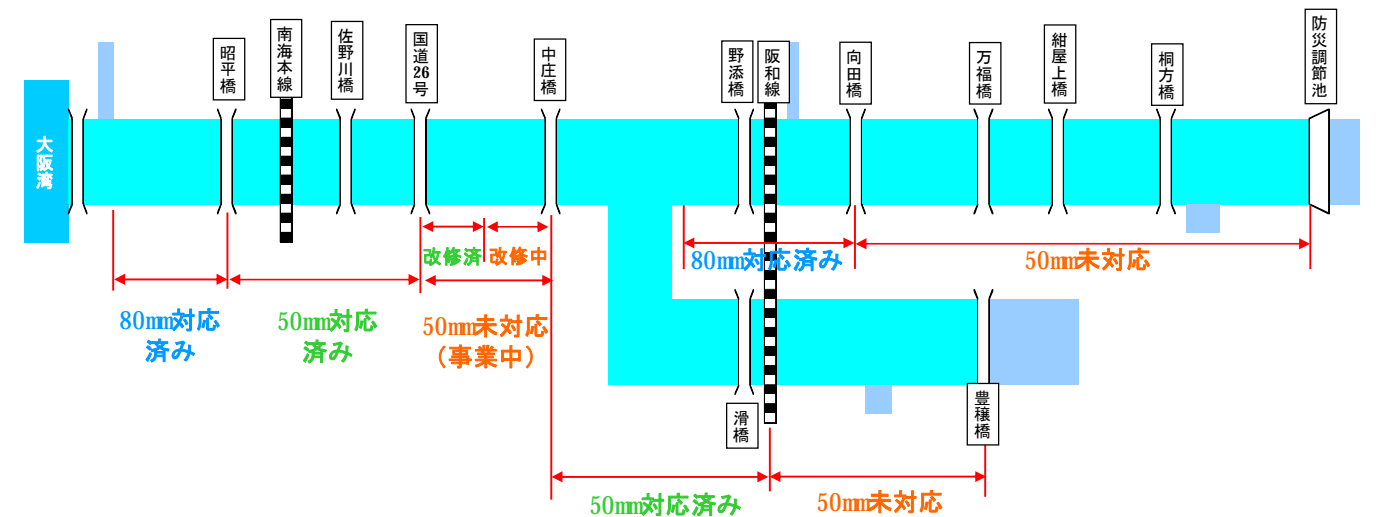 防災調節池
南海本線
佐野川橋
国道26号
昭平橋
中庄橋
野添橋
阪和線
向田橋
万福橋
紺屋上橋
桐方橋
大阪湾
改修済
改修中
80mm対応済み
50mm未対応
80mm対応
済み
50mm対応
済み
50mm未対応
（事業中）
滑橋
豊穣橋
50mm対応済み
50mm未対応